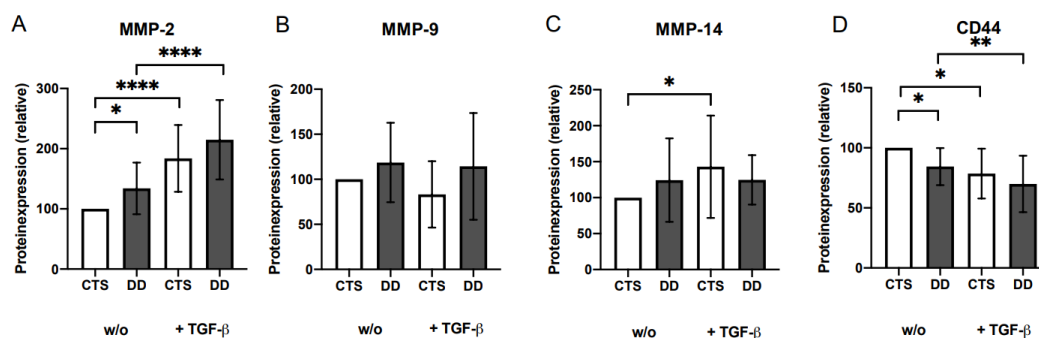 A
MMP-2
Proteinexpression (relative)
300
200
100
0
*
****
****
CTS DD CTS DD
w/o + TGF-β
B
MMP-9
Proteinexpression (relative)
200
150
100
50
0
CTS DD CTS DD
w/o + TGF-β
C
MMP-14
Proteinexpression (relative)
250
200
150
100
50
0
*
CTS DD CTS DD
w/o + TGF-β
D
CD44
Proteinexpression (relative)
150
100
50
0
*
*
**
CTS DD CTS DD
w/o + TGF-β